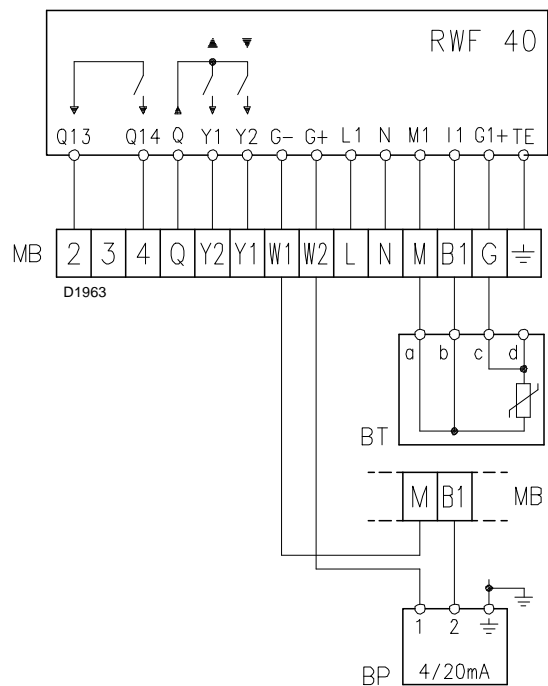 RWF 40
Q13 Q14 Q Y1 Y2 G- G+ L1 N M1 I1 G1+ TE
MB 2 3 4 Q Y2 Y1 W1 W2 L N M B1 G
D1963
a b c d
BT
M B1 MB
1 2
BP 4/20mA